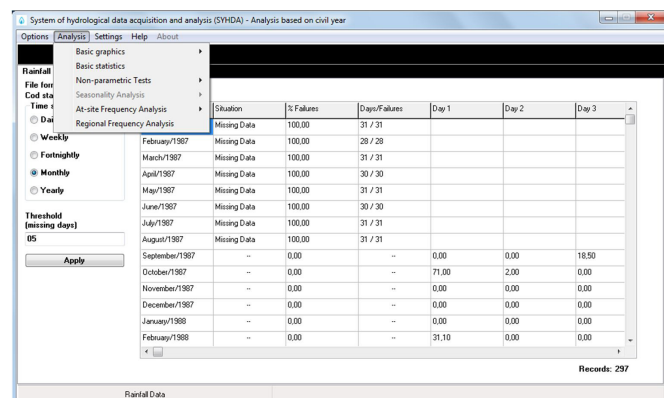 System of hydrological data acquisition and analysis (SYHDA) - Analysis based on civil year
Options Analysis Settings Help About
Basic graphics
Basic statistics
Non-parametric Tests
Seasonality Analysis
At-site Frequency Analysis
Regional Frequency Analysis
Rainfall
File for
Cod sta
Time s
Dai
Weekly
Fortnightly
Monthly
Yearly
Threshold
(missing days)
05
Apply
Situation % Failures Days/Failures Day 1 Day 2 Day 3
Missing Data 100,00 31 / 31
February/1987 Missing Data 100,00 28 / 28
March/1987 Missing Data 100,00 31 / 31
April/1987 Missing Data 100,00 30 / 30
May/1987 Missing Data 100,00 31 / 31
June/1987 Missing Data 100,00 30 / 30
July/1987 Missing Data 100,00 31 / 31
August/1987 Missing Data 100,00 31 / 31
September/1987 -- 0,00 -- 0,00 0,00 18,50
October/1987 -- 0,00 -- 71,00 2,00 0,00
November/1987 -- 0,00 -- 0,00 0,00 0,00
December/1987 -- 0,00 -- 0,00 0,00 0,00
January/1988 -- 0,00 -- 0,00 0,00 0,00
February/1988 -- 0,00 -- 31,10 0,00 0,00
Records: 297
Rainfall Data